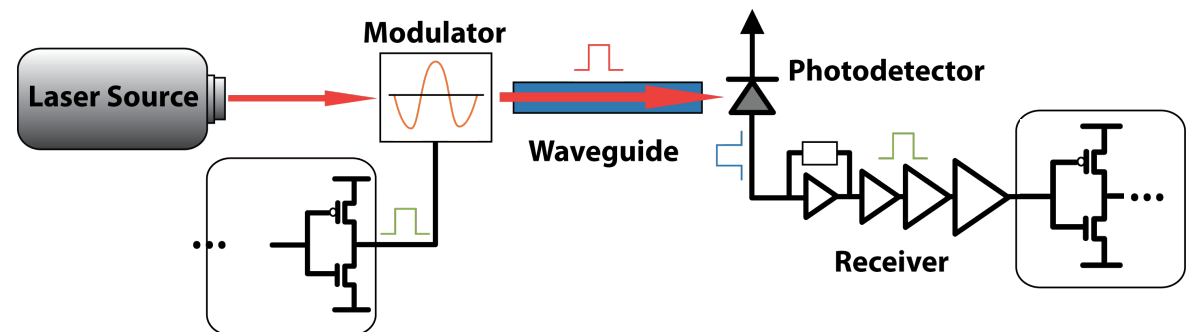 Modulator
Laser Source
Photodetector
Waveguide
Receiver